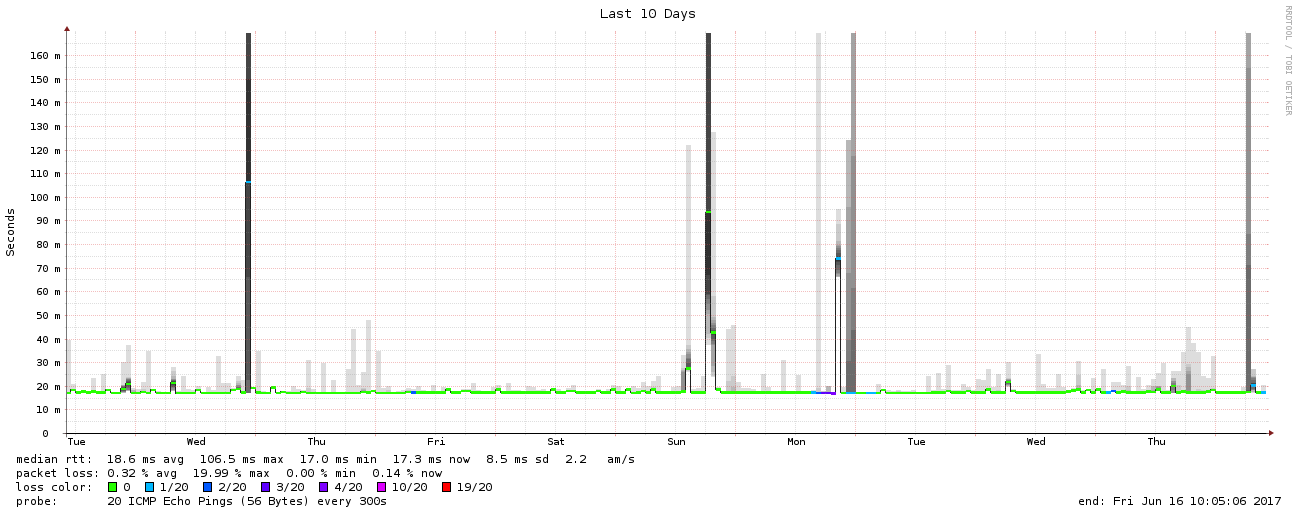 Last 10 Days
RRDTOOL / TOBI OETIKER
Seconds
160 m
150 m
140 m
130 m
120 m
110 m
100 m
90 m
80 m
70 m
60 m
50 m
40 m
30 m
20 m
10 m
0
Tue Wed Thu Fri Sat Sun Mon Tue Wed Thu
median rtt: 18.6 ms avg 106.5 ms max 17.0 ms min 17.3 ms now 8.5 ms sd 2.2 am/s
packet loss: 0.32 % avg 19.99 % max 0.00 % min 0.14 % now
loss color: 0 1/20 2/20 3/20 4/20 10/20 19/20
probe: 20 ICMP Echo Pings (56 Bytes) every 300s end: Fri Jun 16 10:05:06 2017